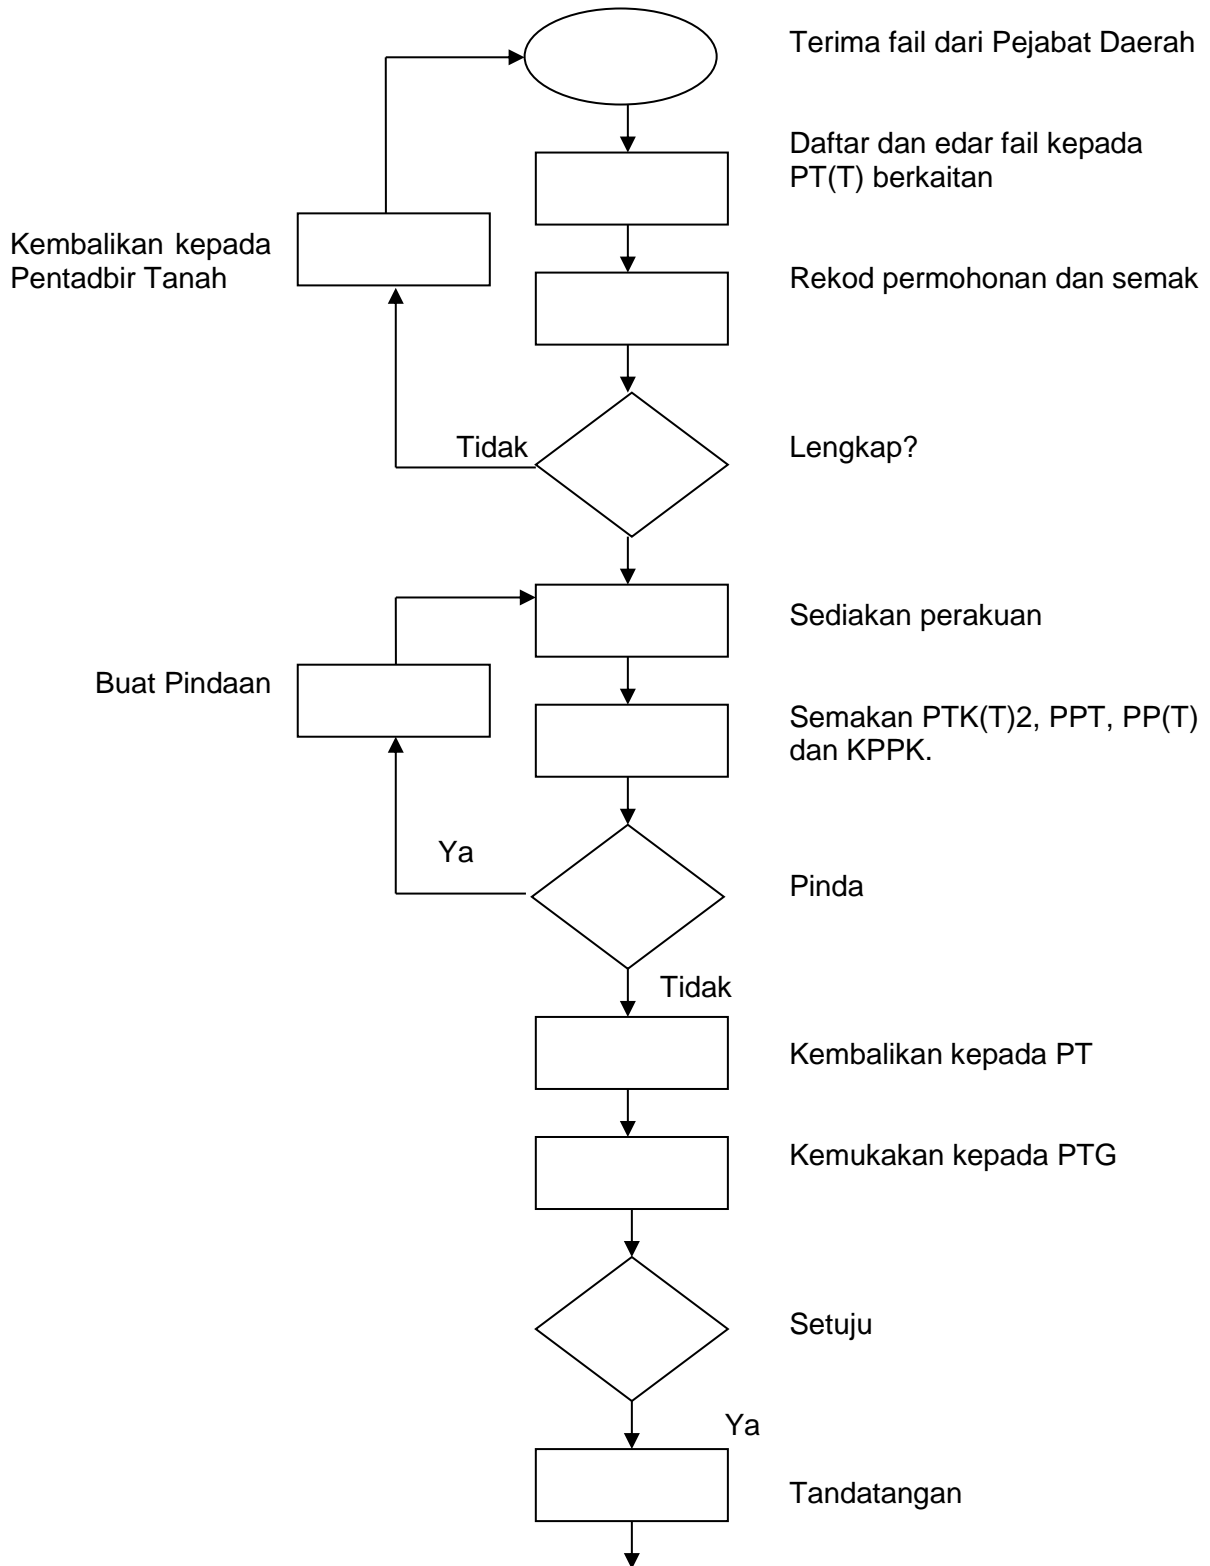 Terima fail dari Pejabat Daerah
Daftar dan edar fail kepada
PT(T) berkaitan
Kembalikan kepada
Pentadbir Tanah
Rekod permohonan dan semak
Tidak
Lengkap?
Sediakan perakuan
Buat Pindaan
Semakan PTK(T)2, PPT, PP(T)
dan KPPK.
Ya
Pinda
Tidak
Kembalikan kepada PT
Kemukakan kepada PTG
Setuju
Ya
Tandatangan